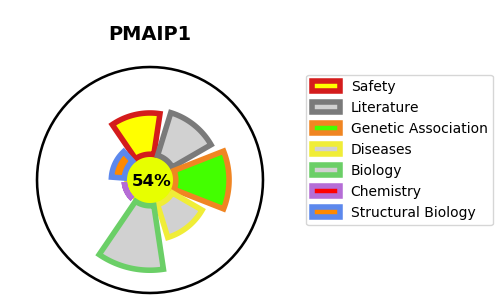 PMAIP1
54%
Safety
Literature
Genetic Association
Diseases
Biology
Chemistry
Structural Biology